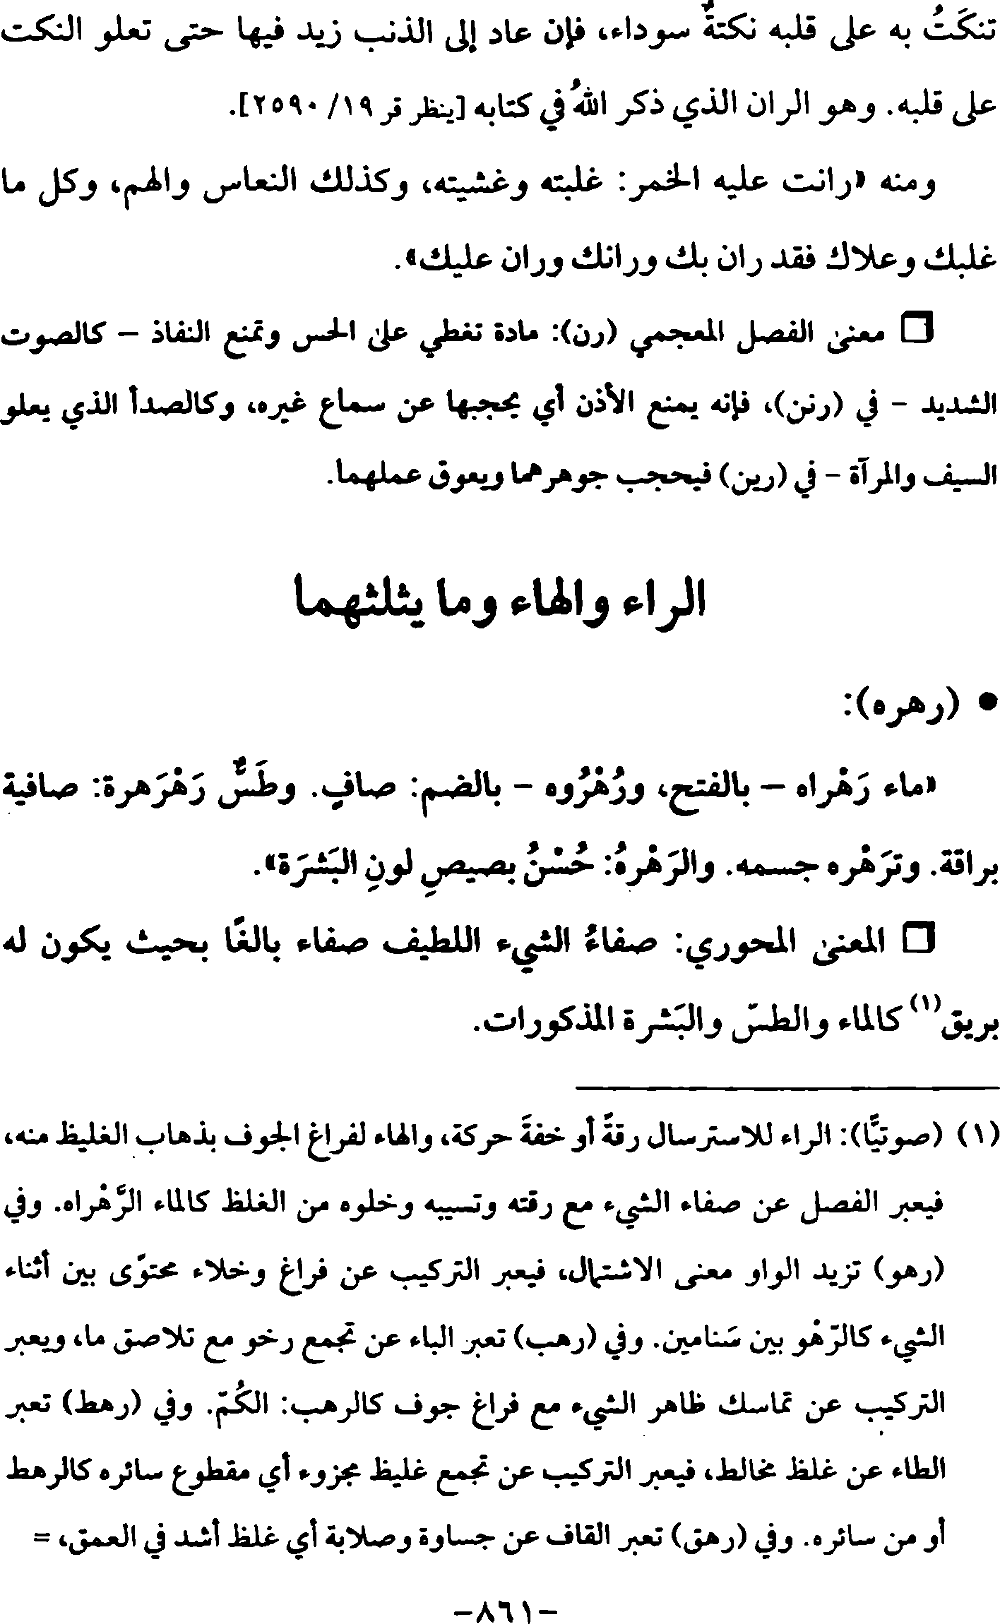 تنكَتُ به على قلبه نكتةٌ سوداء، فإن عاد إلى الذنب زيد فيها حتى تعلو النكت
على قلبه. وهو الران الذي ذكر اللهُ في كتابه [ينظر قر ١٩/ ٢٥٩٠].
ومنه «رانت عليه الخمر: غلبته وغشيته، وكذلك النعاس والهم، وكل ما
غلبك وعلاك فقد ران بك ورانك وران عليك».
❒ معنى الفصل المعجمي (رن): مادة تغطي على الحس وتمنع النفاذ – كالصوت
الشديد – في (رنن)، فإنه يمنع الأذن أي يحجبها عن سماع غيره، وكالصدأ الذي يعلو
السيف والمرآة – في (رين) فيحجب جوهرهما ويعوق عملهما.
الراء والهاء وما يثلثهما
• (رهره):
«ماء رَهْراه – بالفتح، ورُهْرُوه – بالضم: صافٍ. وطَسٌّ رَهْرَهرة: صافية
براقة. وترَهْره جسمه. والرَهْرهُ: حُسْنُ بصيصِ لونِ البَشَرَة».
❒ المعنى المحوري: صفاءُ الشيء اللطيف صفاء بالغًا بحيث يكون له
بريق(١) كالماء والطسّ والبَشرة المذكورات.
(١) (صوتيًّا): الراء للاسترسال رقةً أو خفةَ حركة، والهاء لفراغ الجوف بذهاب الغليظ منه،
فيعبر الفصل عن صفاء الشيء مع رقته وتسيبه وخلوه من الغلظ كالماء الرَّهْراه. وفي
(رهو) تزيد الواو معنى الاشتمال، فيعبر التركيب عن فراغ وخلاء محتوًى بين أثناء
الشيء كالرّهْو بين سَنامين. وفي (رهب) تعبر الباء عن تجمع رخو مع تلاصق ما، ويعبر
التركيب عن تماسك ظاهر الشيء مع فراغ جوف كالرهب: الكُمّ. وفي (رهط) تعبر
الطاء عن غلظ مخالط، فيعبر التركيب عن تجمع غليظ مجزوء أي مقطوع سائره كالرهط
أو من سائره. وفي (رهق) تعبر القاف عن جساوة وصلابة أي غلظ أشد في العمق، =
-٨٦١-